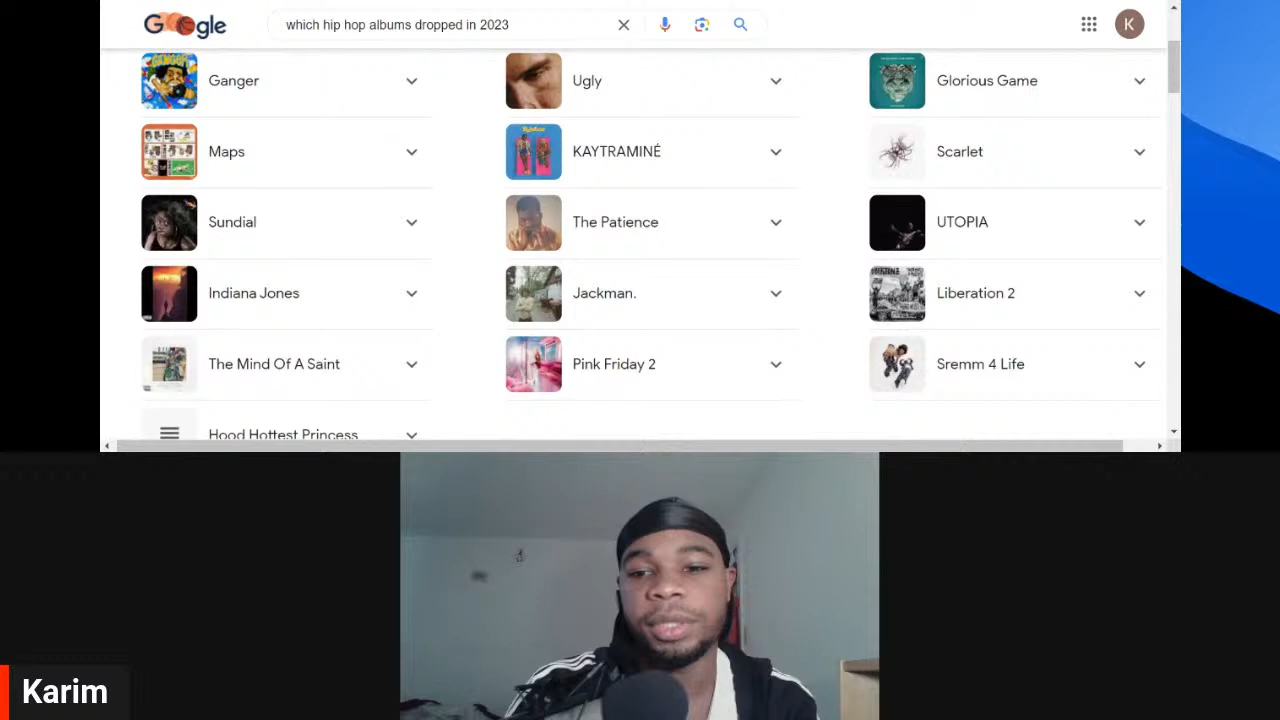 Google
which hip hop albums dropped in 2023
K
Ganger
Ugly
Glorious Game
Maps
KAYTRAMINÉ
Scarlet
Sundial
The Patience
UTOPIA
Indiana Jones
Jackman.
Liberation 2
The Mind Of A Saint
Pink Friday 2
Sremm 4 Life
Hood Hottest Princess
Karim